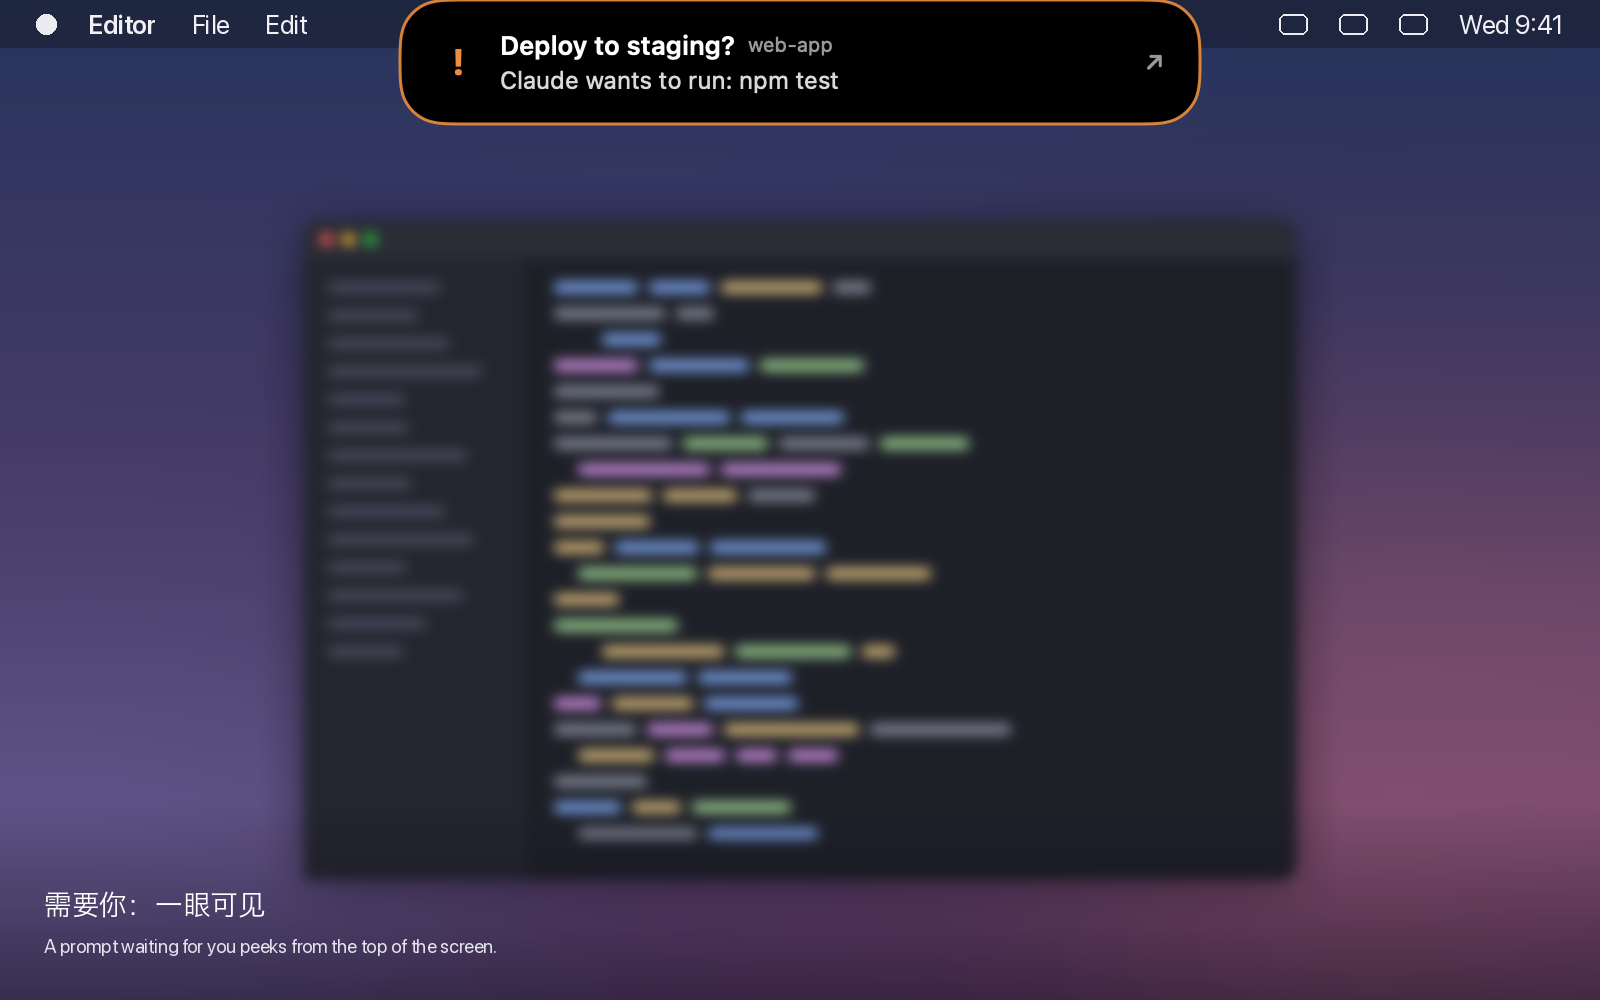 Editor File Edit
Wed 9:41
! Deploy to staging? web-app
Claude wants to run: npm test
需要你：一眼可见
A prompt waiting for you peeks from the top of the screen.